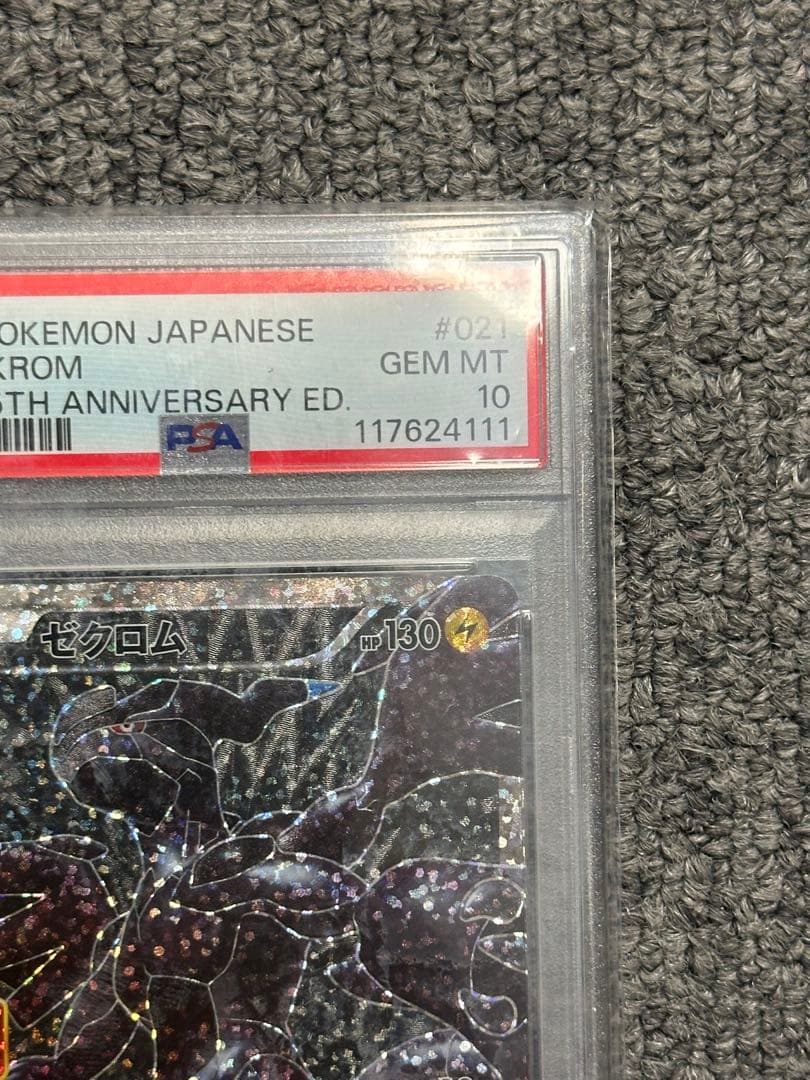 OKEMON JAPANESE #021
KROM GEM MT
5TH ANNIVERSARY ED. 10
PSA 117624111
ゼクロム HP130